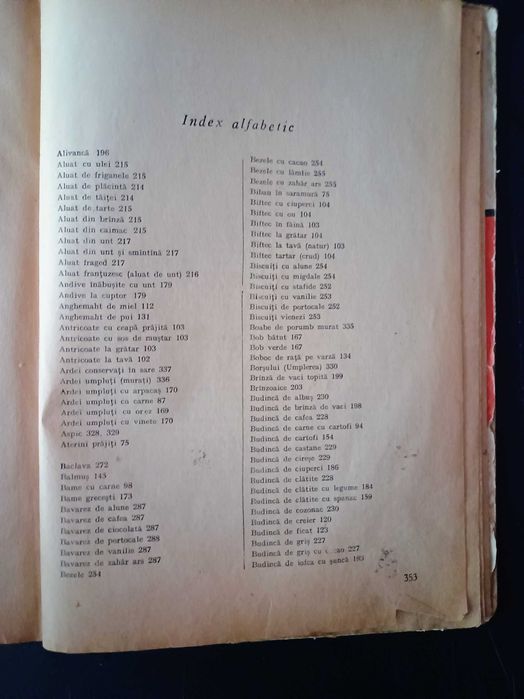 Index alfabetic
Alivancă 196
Aluat cu ulei 215
Aluat de friganele 215
Aluat de plăcintă 214
Aluat de tăiței 214
Aluat de tarte 215
Aluat din brînză 215
Aluat din caimac 215
Aluat din unt 217
Aluat din unt și smîntînă 217
Aluat fraged 217
Aluat franțuzesc (aluat de unt) 216
Andive înăbușite cu unt 179
Andive la cuptor 179
Anghemaht de miel 112
Anghemaht de pui 131
Antricoate cu ceapă prăjită 103
Antricoate cu sos de muștar 103
Antricoate la grătar 103
Antricoate la tavă 102
Ardei conservați în sare 337
Ardei umpluți (murați) 336
Ardei umpluți cu arpacaș 170
Ardei umpluți cu carne 87
Ardei umpluți cu orez 169
Ardei umpluți cu vinete 170
Aspic 328, 329
Aterini prăjiți 75
Baclava 272
Balmuș 145
Bame cu carne 98
Bame grecești 173
Bavarez de alune 287
Bavarez de cafea 287
Bavarez de ciocolată 287
Bavarez de portocale 288
Bavarez de vanilie 287
Bavarez de zahăr ars 287
Bezele 254
Bezele cu cacao 254
Bezele cu lămîie 255
Bezele cu zahăr ars 255
Biban în saramură 75
Biftec cu ciuperci 104
Biftec cu ou 104
Biftec în făină 103
Biftec la grătar 104
Biftec la tavă (natur) 103
Biftec tartar (crud) 104
Biscuiți cu alune 254
Biscuiți cu migdale 254
Biscuiți cu stafide 252
Biscuiți cu vanilie 253
Biscuiți de portocale 252
Biscuiți vienezi 253
Boabe de porumb murat 335
Bob bătut 167
Bob verde 167
Boboc de rață pe varză 134
Borșului (Umplerea) 330
Brînză de vaci topită 199
Brînzoaice 203
Budincă de albuș 230
Budincă de brînză de vaci 198
Budincă de cafea 228
Budincă de carne cu cartofi 94
Budincă de cartofi 154
Budincă de castane 229
Budincă de cireșe 229
Budincă de ciuperci 186
Budincă de clătite 228
Budincă de clătite cu legume 184
Budincă de clătite cu spanac 159
Budincă de cozonac 230
Budincă de creier 120
Budincă de ficat 123
Budincă de griș 227
Budincă de griș cu cacao 227
Budincă de iofca cu șuncă 193
353